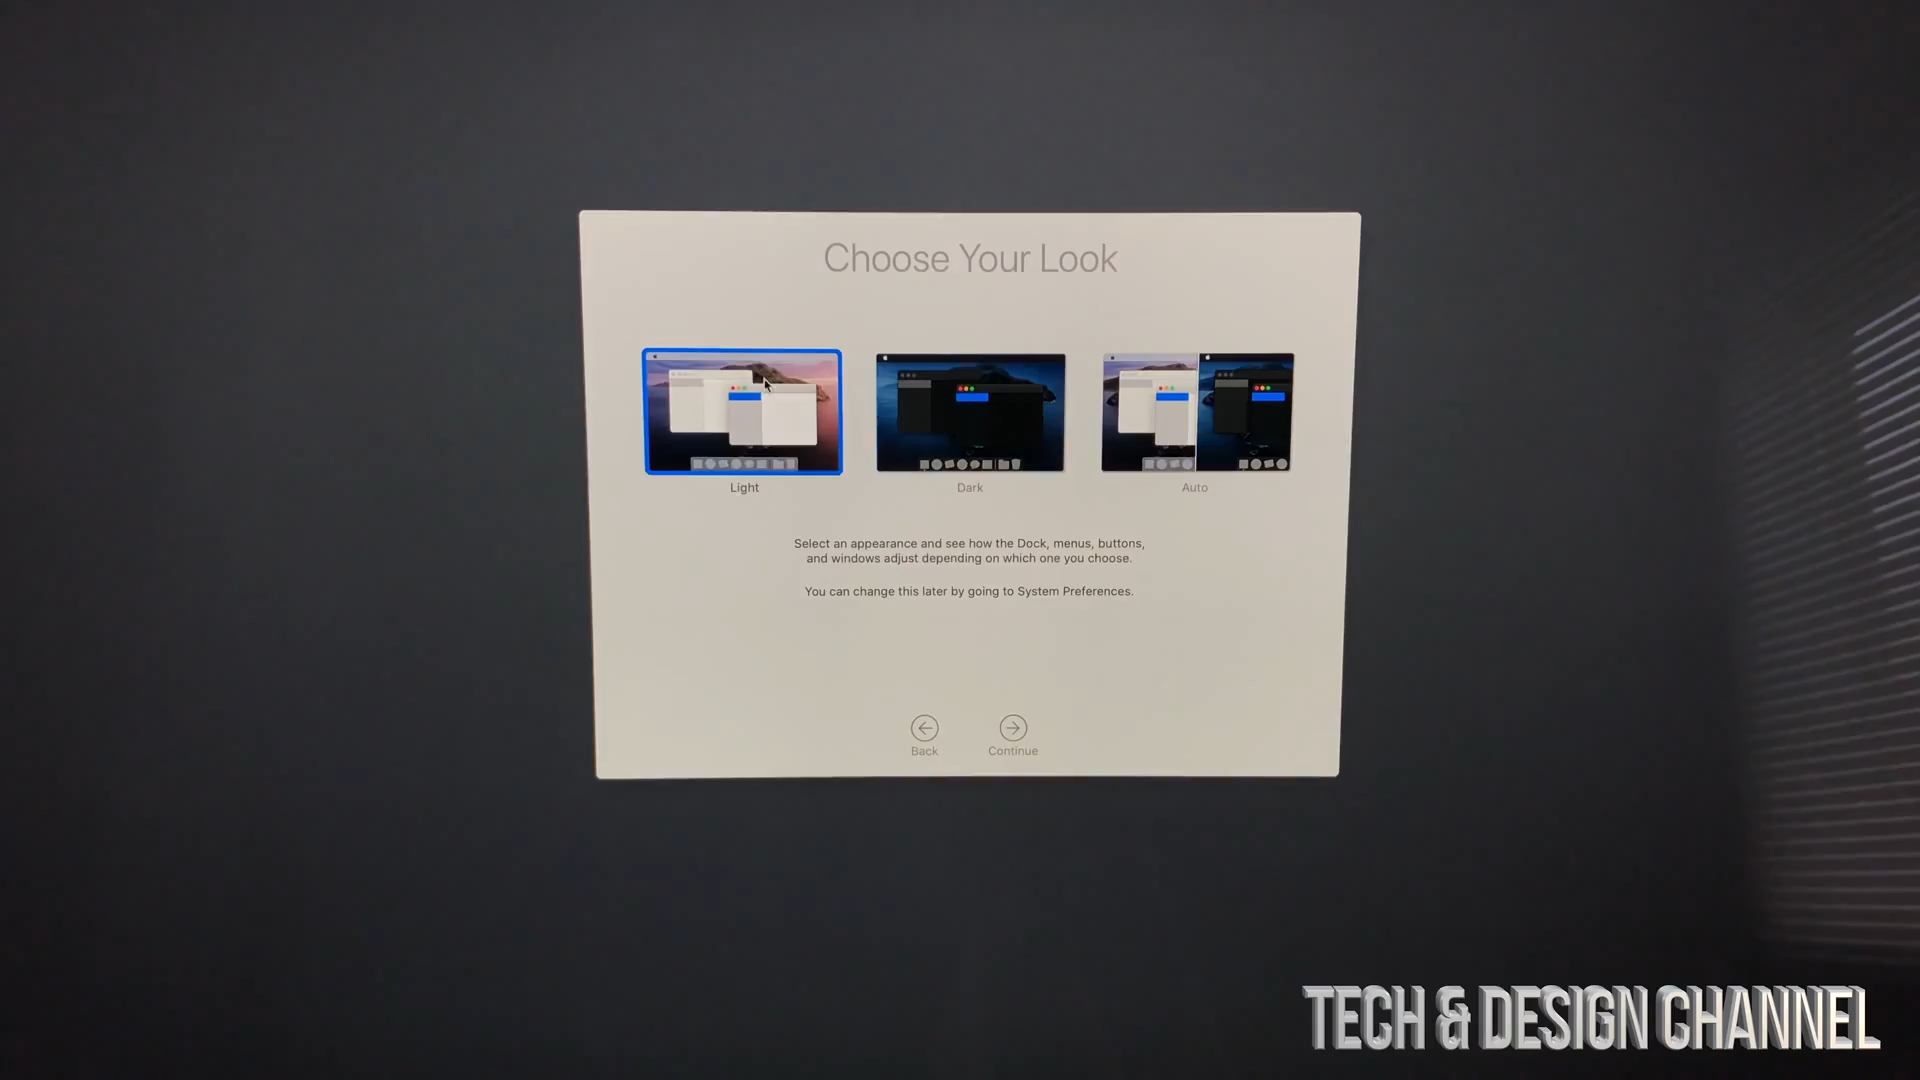 Choose Your Look
Light
Dark
Auto
Select an appearance and see how the Dock, menus, buttons,
and windows adjust depending on which one you choose.
You can change this later by going to System Preferences.
Back
Continue
TECH & DESIGN CHANNEL